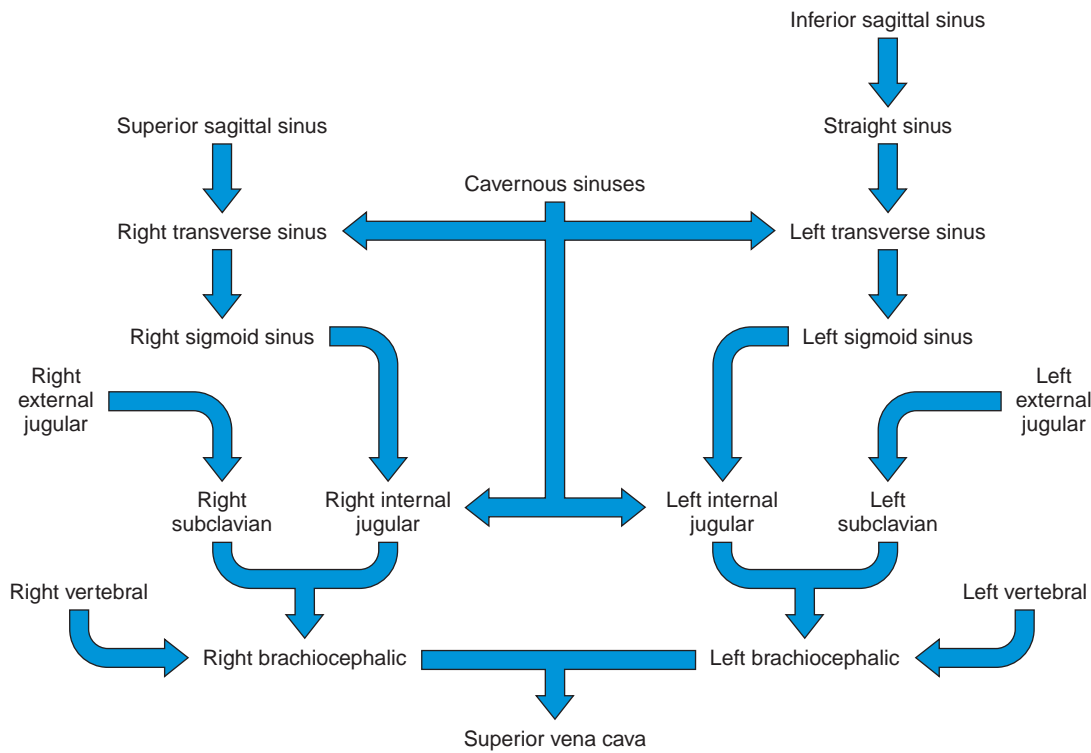 Inferior sagittal sinus
Superior sagittal sinus
Straight sinus
Cavernous sinuses
Right transverse sinus
Left transverse sinus
Right sigmoid sinus
Left sigmoid sinus
Right
external
jugular
Left
external
jugular
Right
subclavian
Right internal
jugular
Left internal
jugular
Left
subclavian
Right vertebral
Left vertebral
Right brachiocephalic
Left brachiocephalic
Superior vena cava